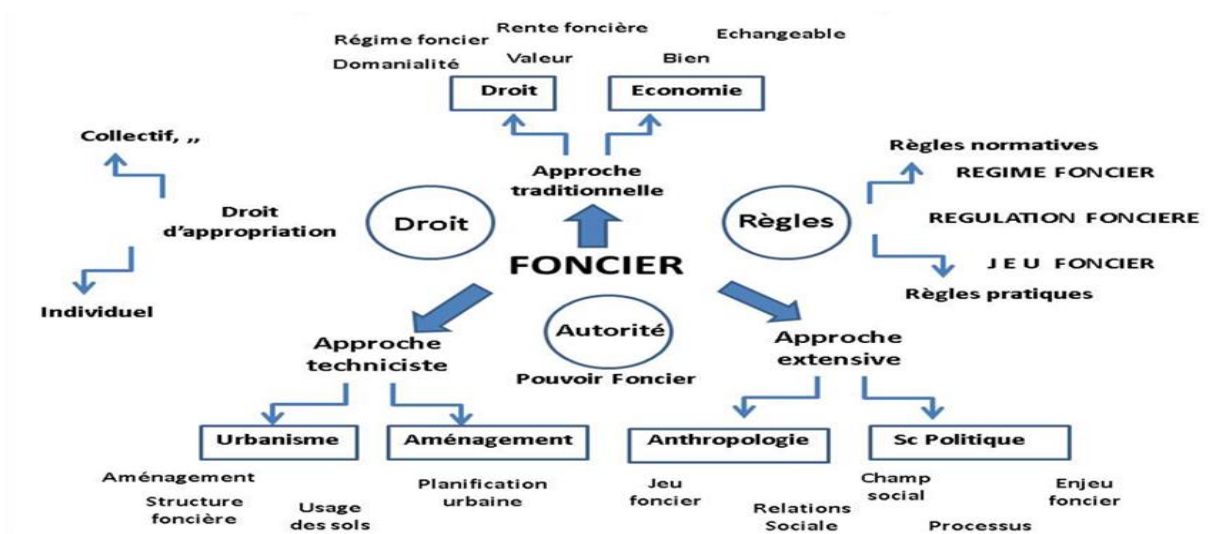 Rente foncière
Echangeable
Régime foncier
Domanialité
Valeur
Bien
Droit
Economie
Collectif, ,,
Règles normatives
Approche
traditionnelle
REGIME FONCIER
Droit
d'appropriation
Droit
Règles
REGULATION FONCIERE
FONCIER
JEU FONCIER
Règles pratiques
Individuel
Autorité
Approche
techniciste
Approche
extensive
Pouvoir Foncier
Urbanisme
Aménagement
Anthropologie
Sc Politique
Aménagement
Structure
foncière
Usage
des sols
Planification
urbaine
Jeu
foncier
Relations
Sociale
Champ
social
Processus
Enjeu
foncier